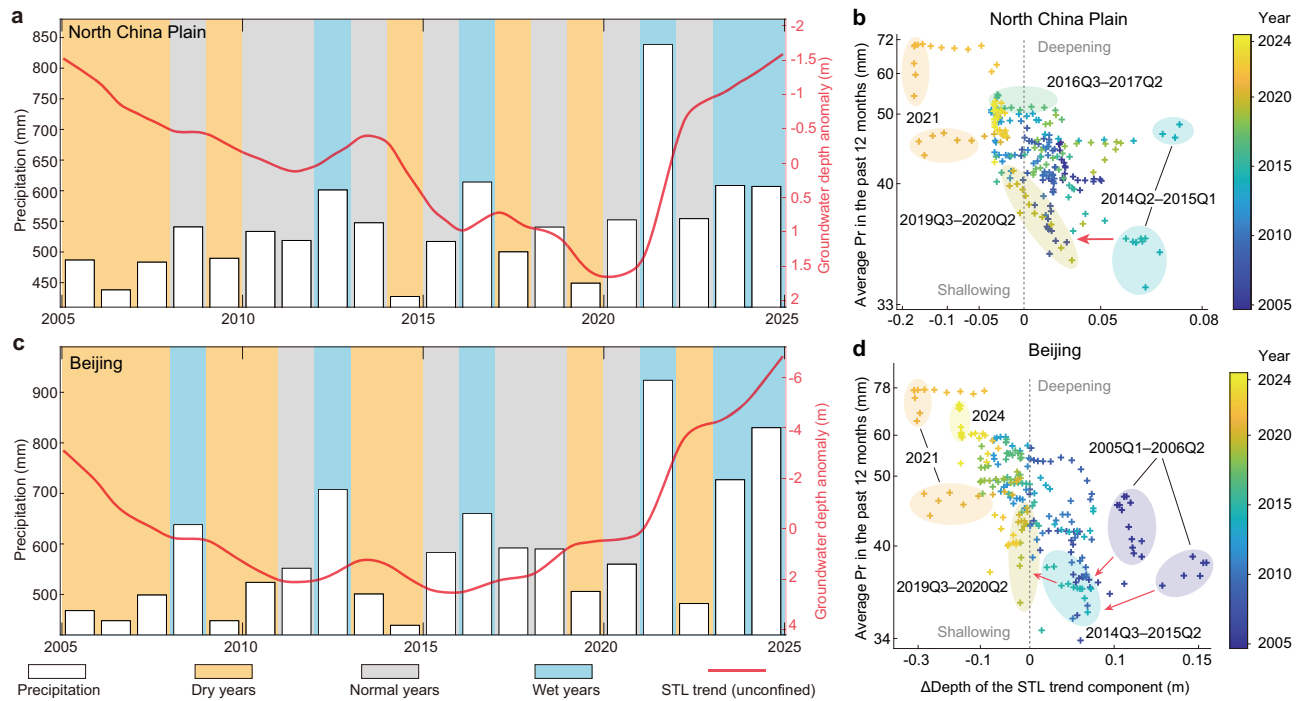 a
North China Plain
Precipitation (mm)
850
800
750
700
650
600
550
500
450
-2
-1.5
-1
-0.5
0
0.5
1
1.5
2
Groundwater depth anomaly (m)
2005
2010
2015
2020
2025
b
North China Plain
Average Pr in the past 12 months (mm)
72
60
50
40
33
Deepening
2016Q3–2017Q2
2021
2014Q2–2015Q1
2019Q3–2020Q2
Shallowing
-0.2
-0.1
-0.05
0
0.05
0.08
Year
2024
2020
2015
2010
2005
c
Beijing
Precipitation (mm)
900
800
700
600
500
-6
-4
-2
0
2
4
Groundwater depth anomaly (m)
2005
2010
2015
2020
2025
d
Beijing
Average Pr in the past 12 months (mm)
78
60
50
40
34
Deepening
2024
2005Q1–2006Q2
2021
2019Q3–2020Q2
2014Q3–2015Q2
Shallowing
-0.3
-0.1
0
0.1
0.15
ΔDepth of the STL trend component (m)
Year
2024
2020
2015
2010
2005
Precipitation
Dry years
Normal years
Wet years
STL trend (unconfined)